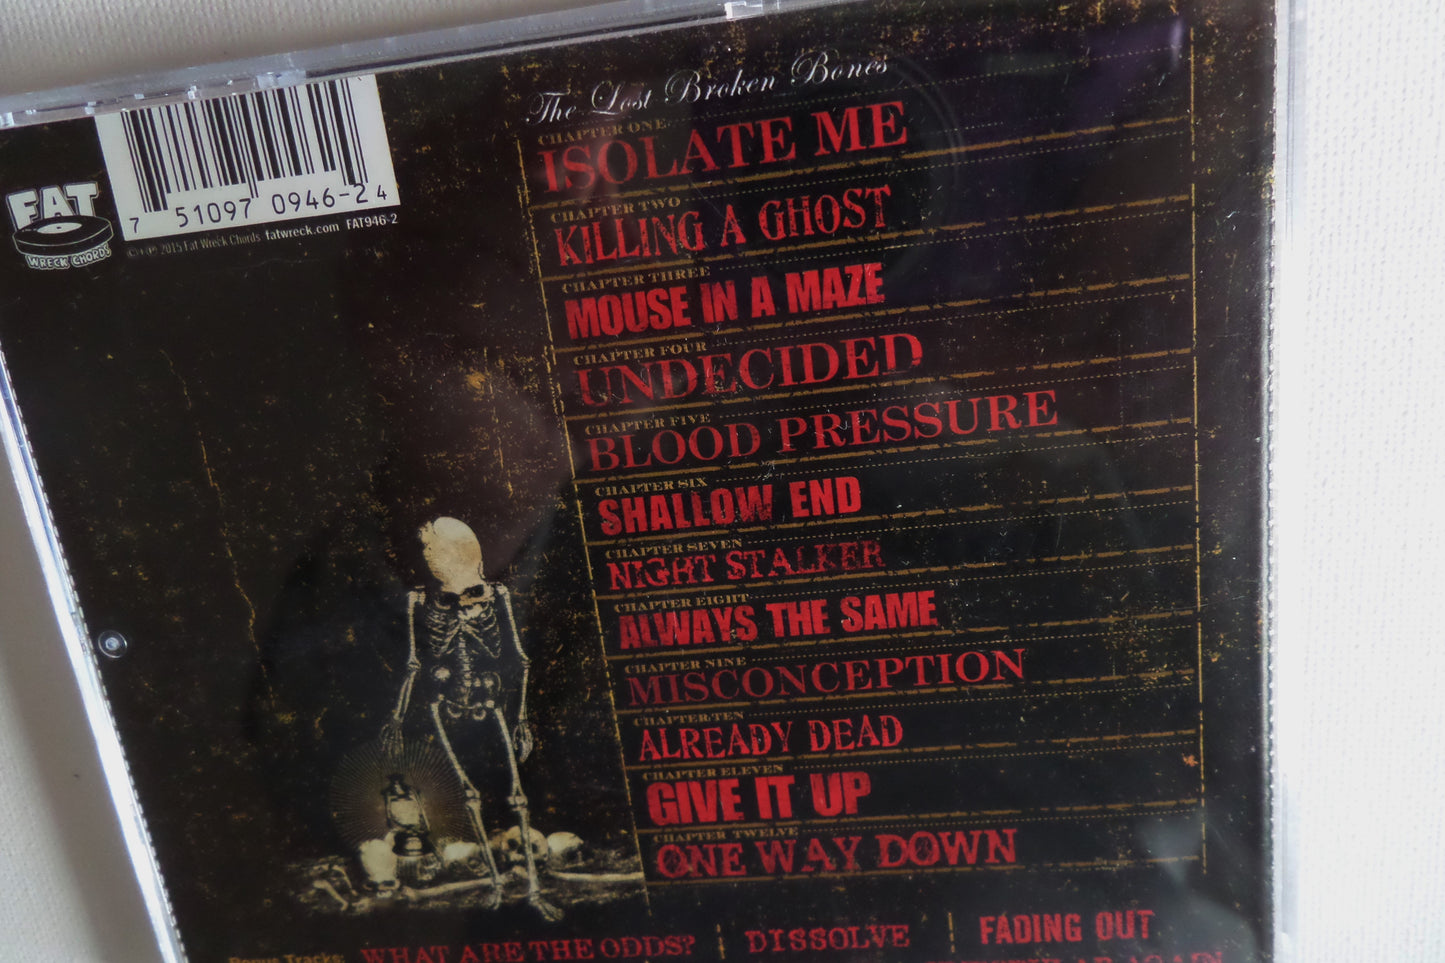 The Lost Broken Bones
CHAPTER ONE
ISOLATE ME
CHAPTER TWO
KILLING A GHOST
CHAPTER THREE
MOUSE IN A MAZE
CHAPTER FOUR
UNDECIDED
CHAPTER FIVE
BLOOD PRESSURE
CHAPTER SIX
SHALLOW END
CHAPTER SEVEN
NIGHT STALKER
CHAPTER EIGHT
ALWAYS THE SAME
CHAPTER NINE
MISCONCEPTION
CHAPTER TEN
ALREADY DEAD
CHAPTER ELEVEN
GIVE IT UP
CHAPTER TWELVE
ONE WAY DOWN
Bonus Tracks: WHAT ARE THE ODDS? | DISSOLVE | FADING OUT
AGAIN
FAT
WRECK CHORDS
7 51097 0946-2 4
©+℗ 2015 Fat Wreck Chords fatwreck.com FAT946-2